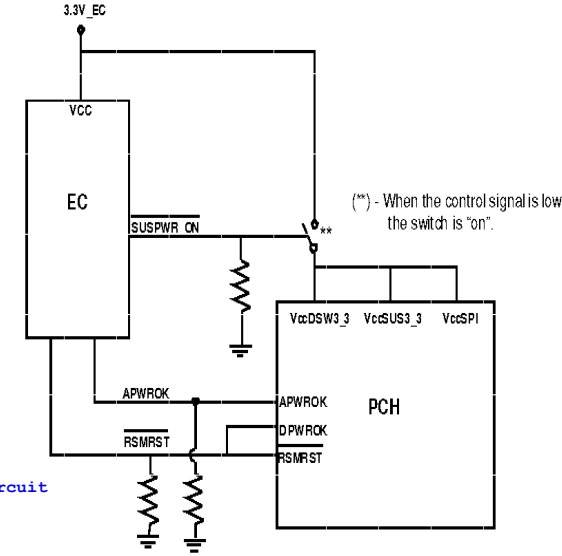 3.3V_EC
VCC
EC
SUSPWR_ON
**
(**) - When the control signal is low
the switch is "on".
VccDSW3_3 VccSUS3_3 VccSPI
APWROK
APWROK
PCH
DPWROK
RSMRST
RSMRST
rcuit